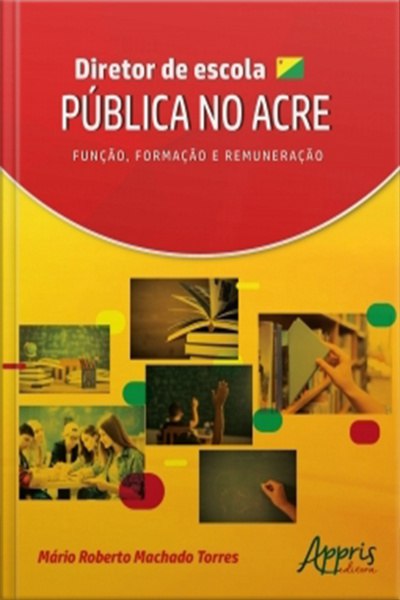 Diretor de escola
PÚBLICA NO ACRE
FUNÇÃO, FORMAÇÃO E REMUNERAÇÃO
Mário Roberto Machado Torres
Appris
editora